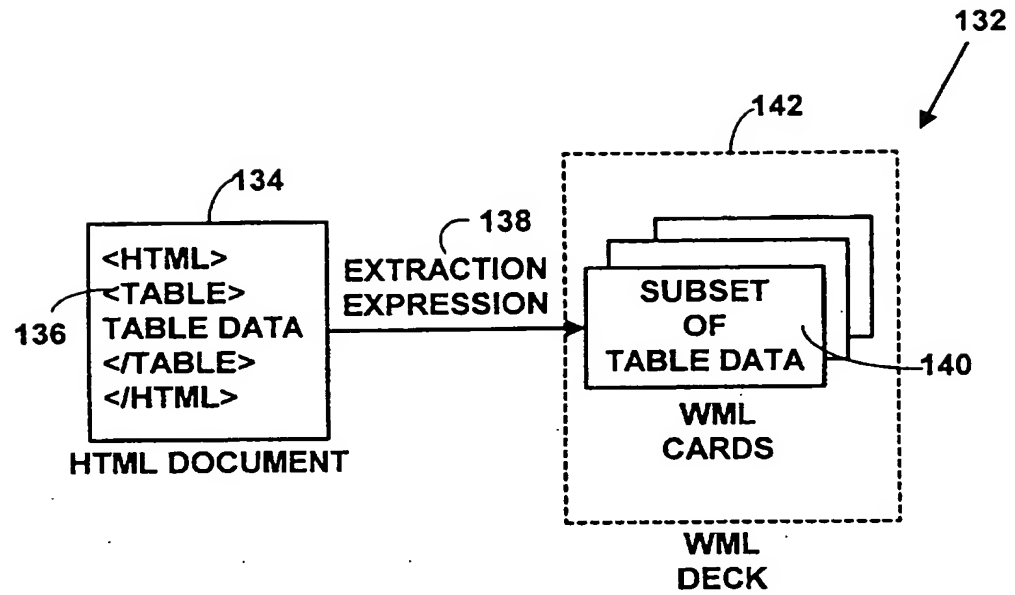 132
142
134
138
<HTML>
<TABLE>
TABLE DATA
</TABLE>
</HTML>
136
HTML DOCUMENT
EXTRACTION
EXPRESSION
SUBSET
OF
TABLE DATA
140
WML
CARDS
WML
DECK